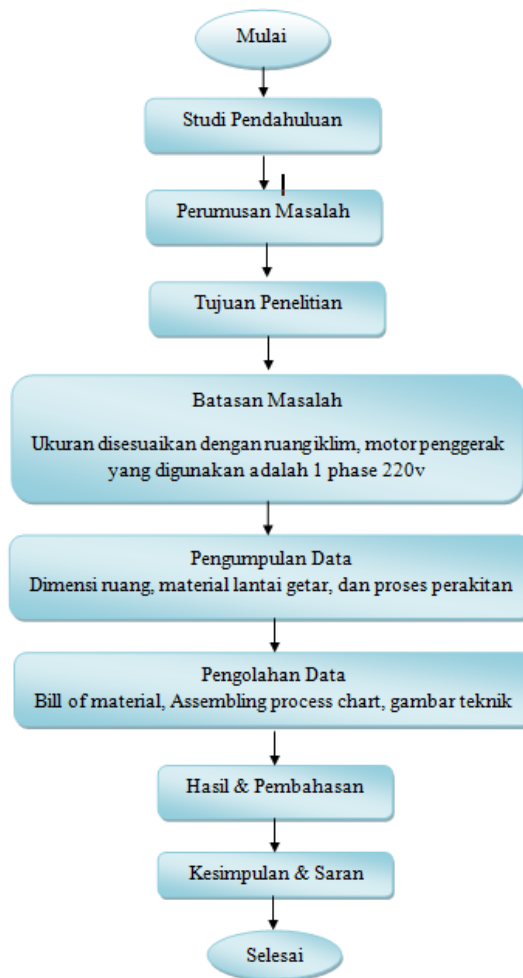 Mulai
Studi Pendahuluan
Perumusan Masalah
Tujuan Penelitian
Batasan Masalah
Ukuran disesuaikan dengan ruang iklim, motor penggerak
yang digunakan adalah 1 phase 220v
Pengumpulan Data
Dimensi ruang, material lantai getar, dan proses perakitan
Pengolahan Data
Bill of material, Assembling process chart, gambar teknik
Hasil & Pembahasan
Kesimpulan & Saran
Selesai